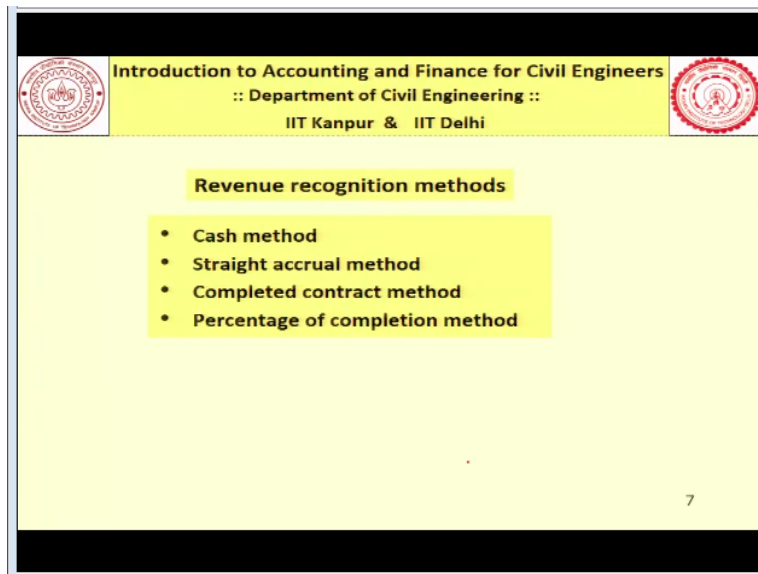 Introduction to Accounting and Finance for Civil Engineers
:: Department of Civil Engineering ::
IIT Kanpur & IIT Delhi
Revenue recognition methods
• Cash method
• Straight accrual method
• Completed contract method
• Percentage of completion method
7